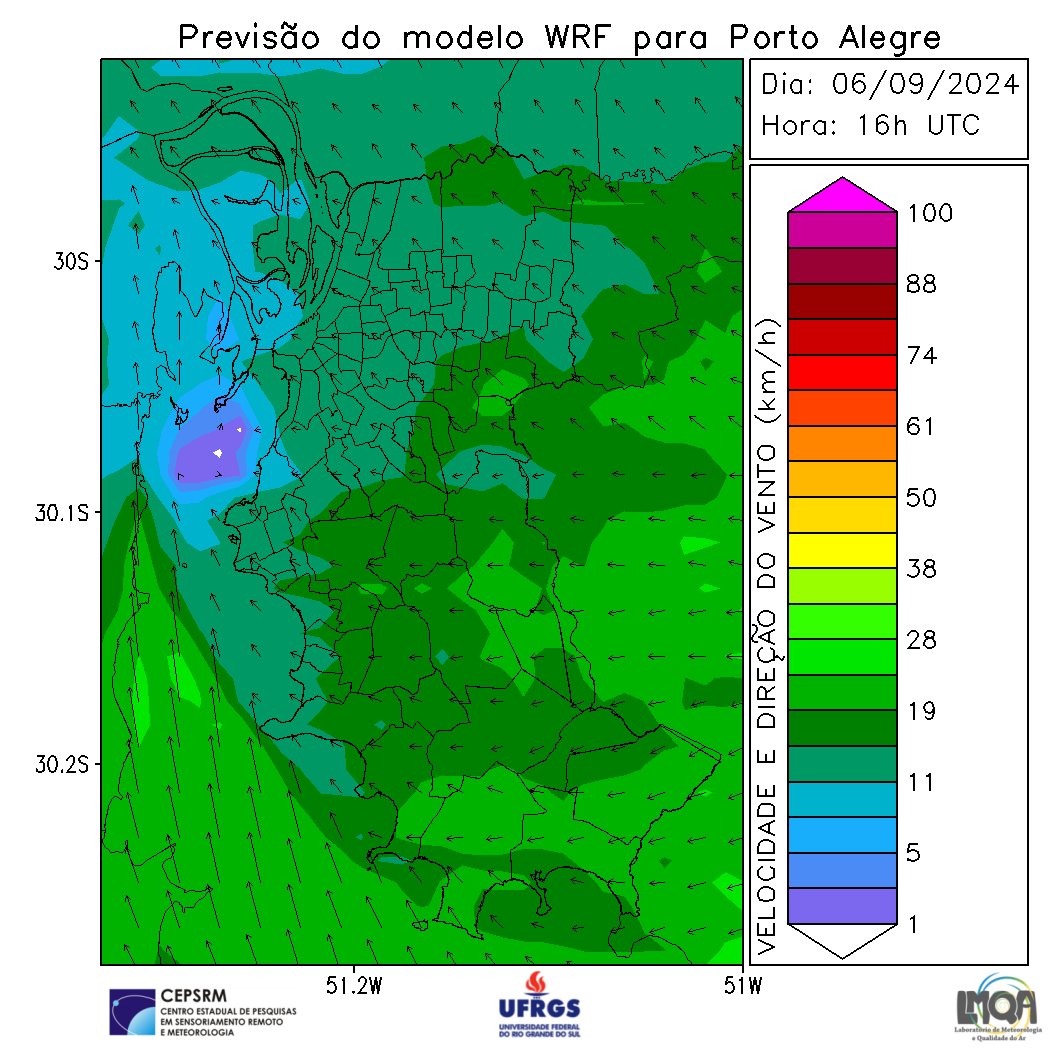 Previsão do modelo WRF para Porto Alegre
Dia: 06/09/2024
Hora: 16h UTC
30S
30.1S
30.2S
51.2W
51W
VELOCIDADE E DIREÇÃO DO VENTO (km/h)
100
88
74
61
50
38
28
19
11
5
1
CEPSRM
CENTRO ESTADUAL DE PESQUISAS
EM SENSORIAMENTO REMOTO
E METEOROLOGIA
UFRGS
UNIVERSIDADE FEDERAL
DO RIO GRANDE DO SUL
LMQA
Laboratório de Meteorologia
e Qualidade do Ar